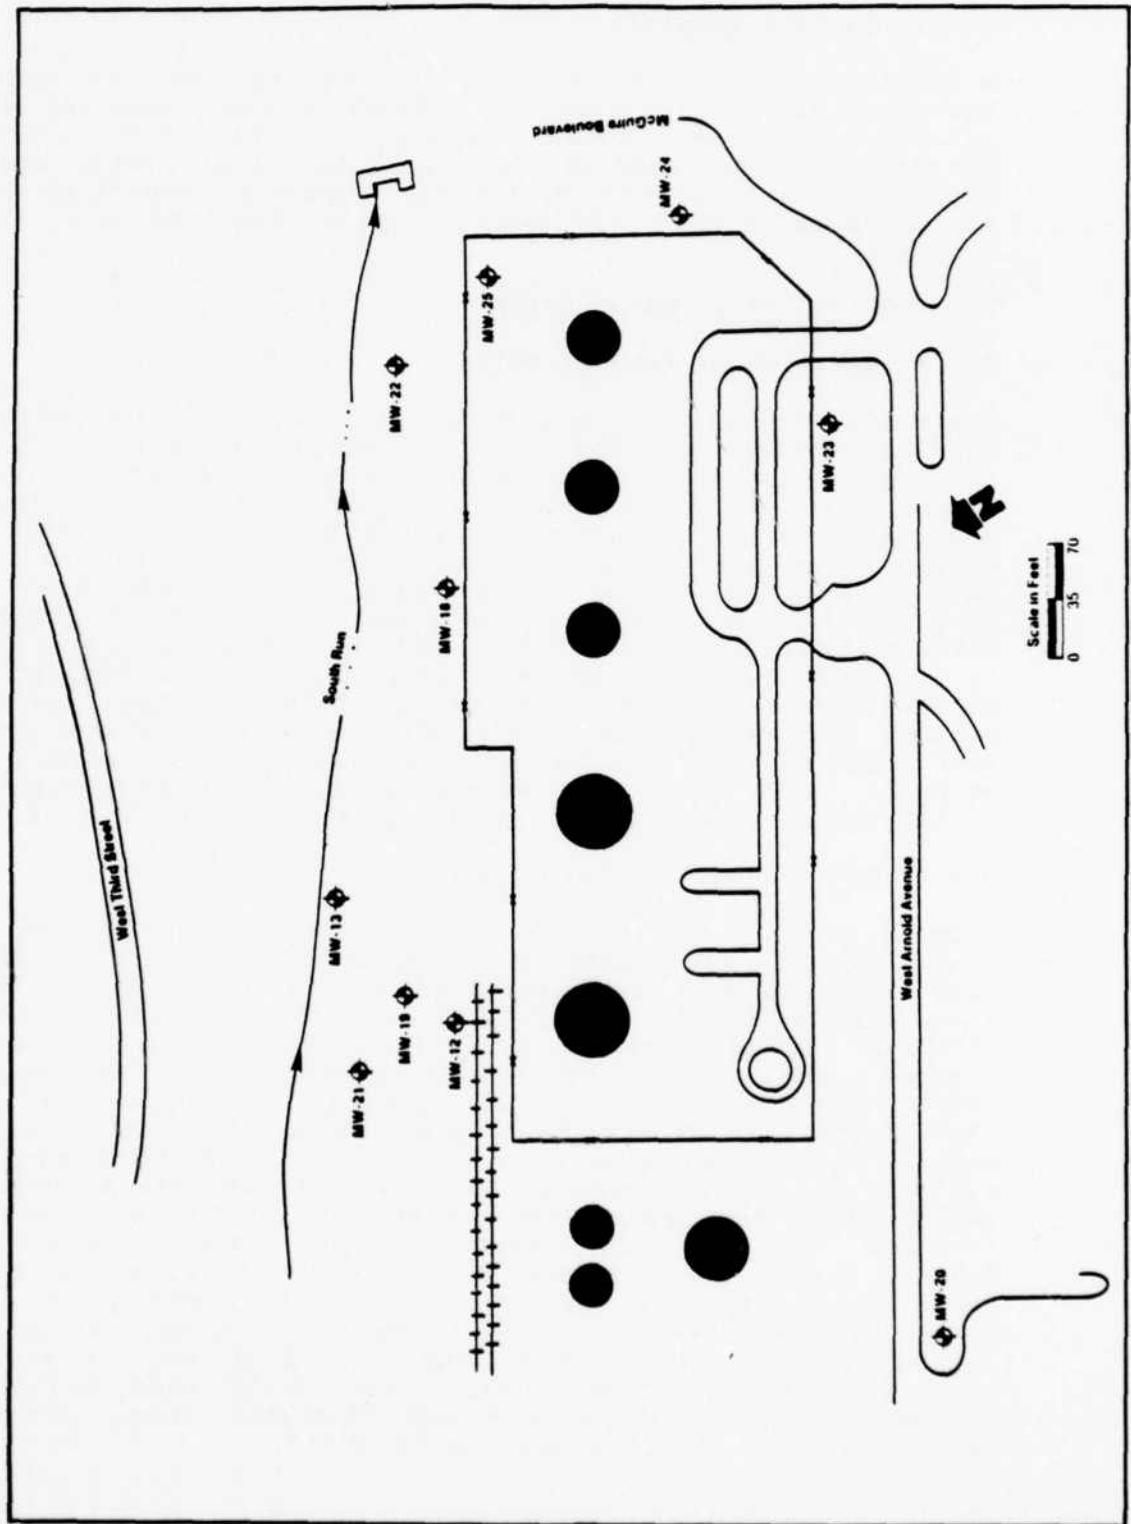 McGuire Boulevard
MW-24
MW-25
MW-22
MW-23
MW-18
N
Scale in Feet
0 35 70
South Run
West Third Street
MW-13
West Arnold Avenue
MW-19
MW-12
MW-21
MW-20